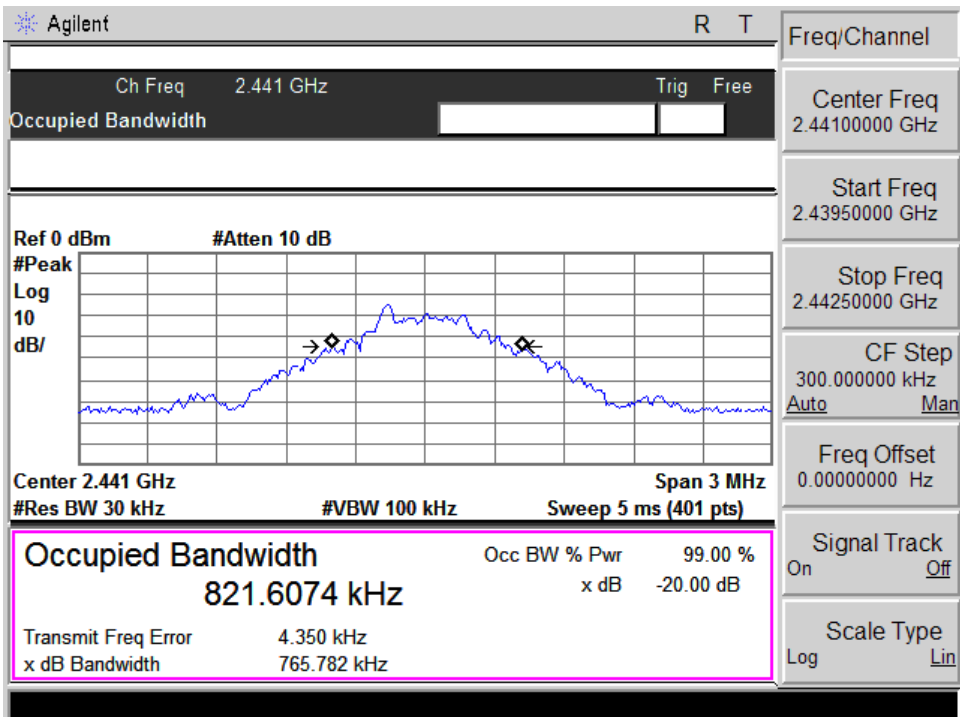 Agilent R T
Ch Freq 2.441 GHz Trig Free
Occupied Bandwidth
Ref 0 dBm #Atten 10 dB
#Peak
Log
10
dB/
Center 2.441 GHz Span 3 MHz
#Res BW 30 kHz #VBW 100 kHz Sweep 5 ms (401 pts)
Occupied Bandwidth
821.6074 kHz
Occ BW % Pwr 99.00 %
x dB -20.00 dB
Transmit Freq Error 4.350 kHz
x dB Bandwidth 765.782 kHz
Freq/Channel
Center Freq
2.44100000 GHz
Start Freq
2.43950000 GHz
Stop Freq
2.44250000 GHz
CF Step
300.000000 kHz
Auto Man
Freq Offset
0.00000000 Hz
Signal Track
On Off
Scale Type
Log Lin